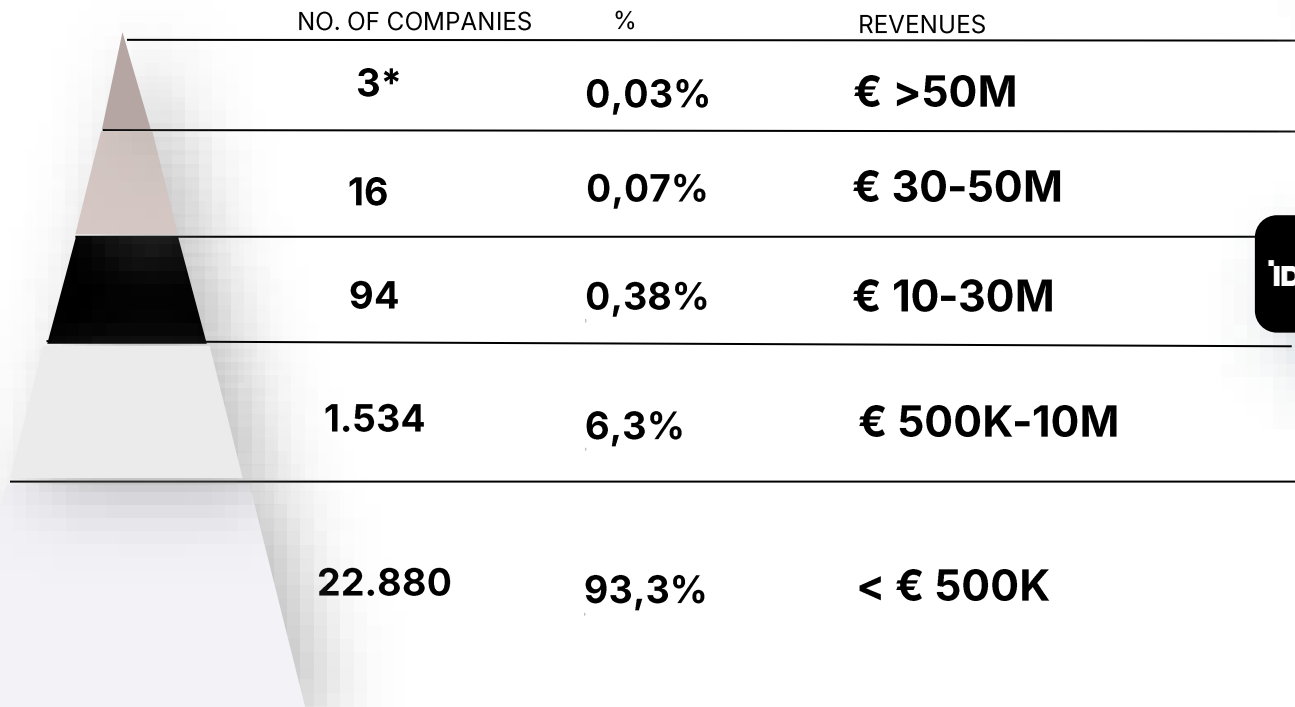 NO. OF COMPANIES % REVENUES
3* 0,03% € >50M
16 0,07% € 30-50M
94 0,38% € 10-30M
1.534 6,3% € 500K-10M
22.880 93,3% < € 500K